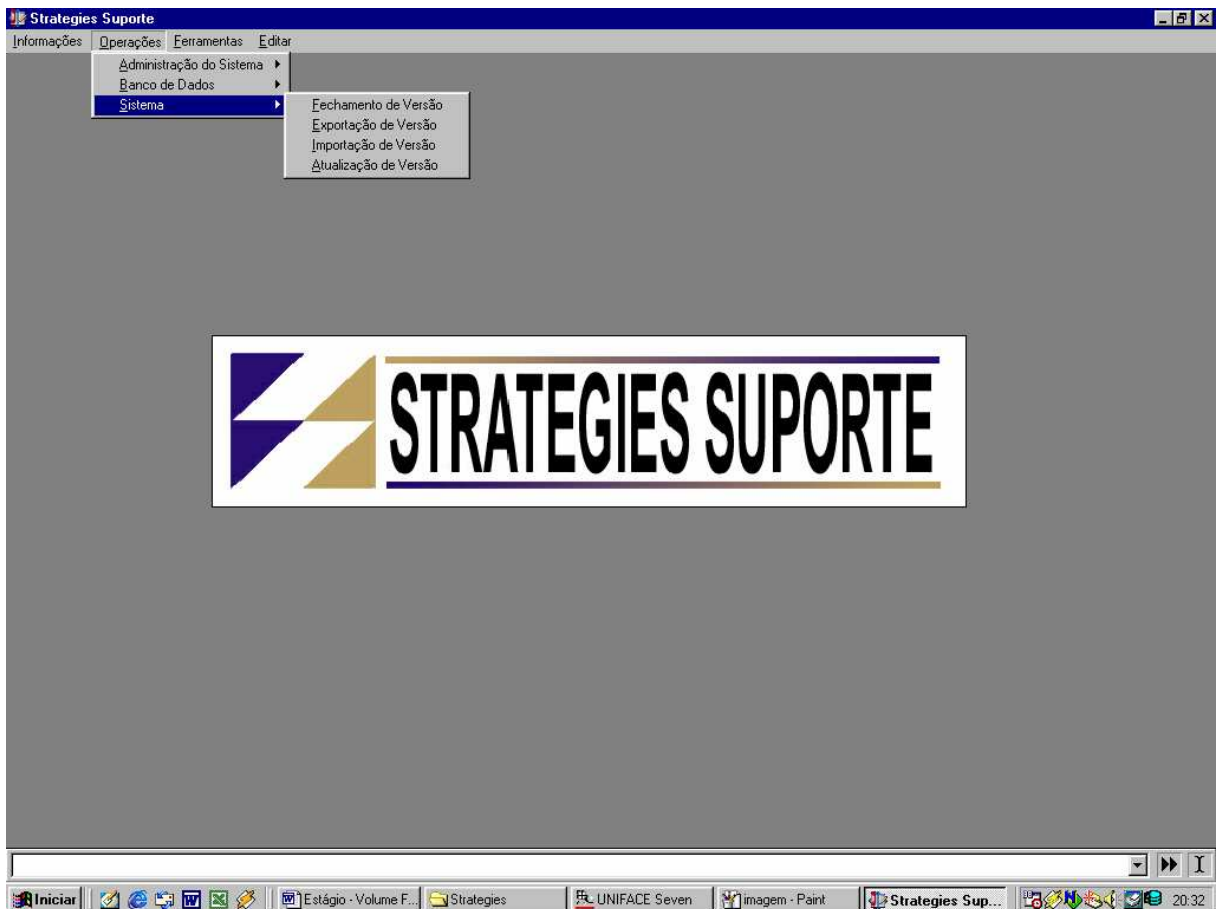 Strategies Suporte
Informações Operações Ferramentas Editar
Administração do Sistema
Banco de Dados
Sistema
Fechamento de Versão
Exportação de Versão
Importação de Versão
Atualização de Versão
STRATEGIES SUPORTE
Iniciar Estágio - Volume F... Strategies UNIFACE Seven imagem - Paint Strategies Sup... 20:32